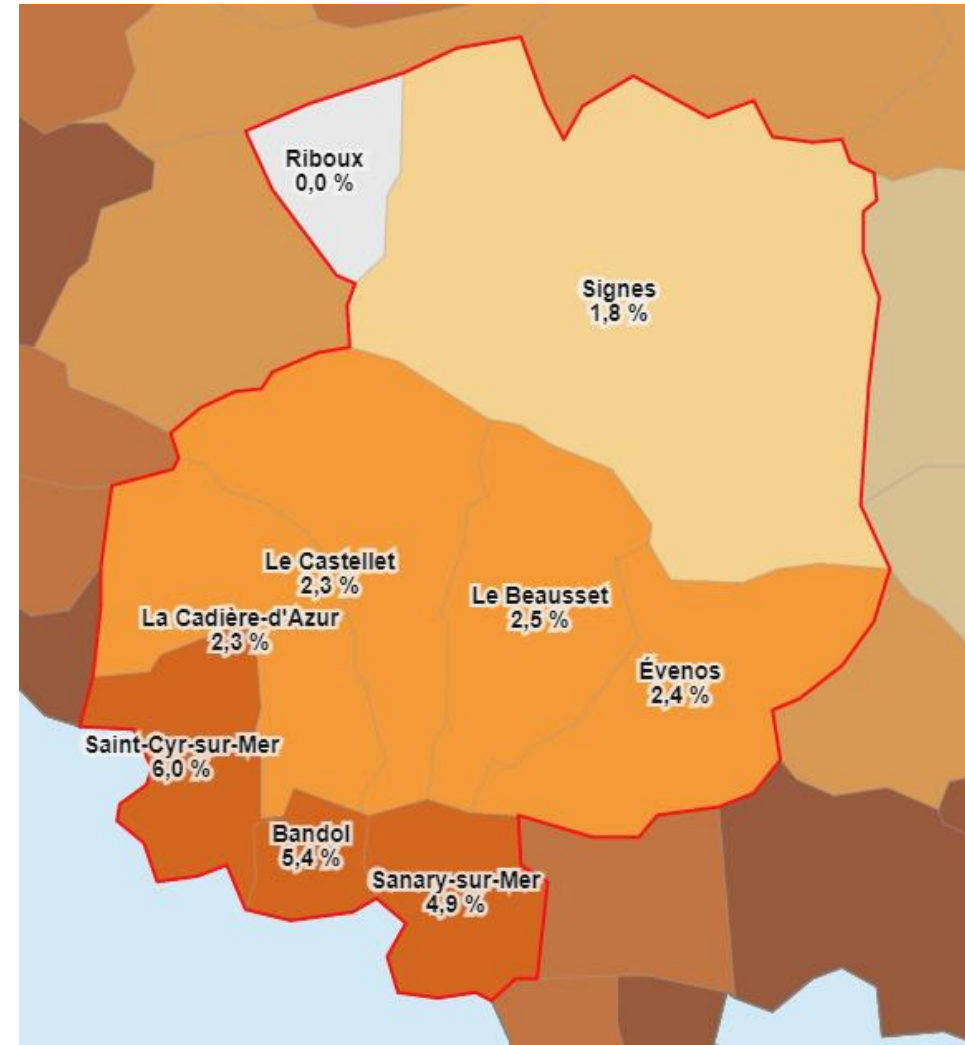 Riboux
0,0 %
Signes
1,8 %
Le Castellet
2,3 %
La Cadière-d'Azur
2,3 %
Le Beausset
2,5 %
Évenos
2,4 %
Saint-Cyr-sur-Mer
6,0 %
Bandol
5,4 %
Sanary-sur-Mer
4,9 %